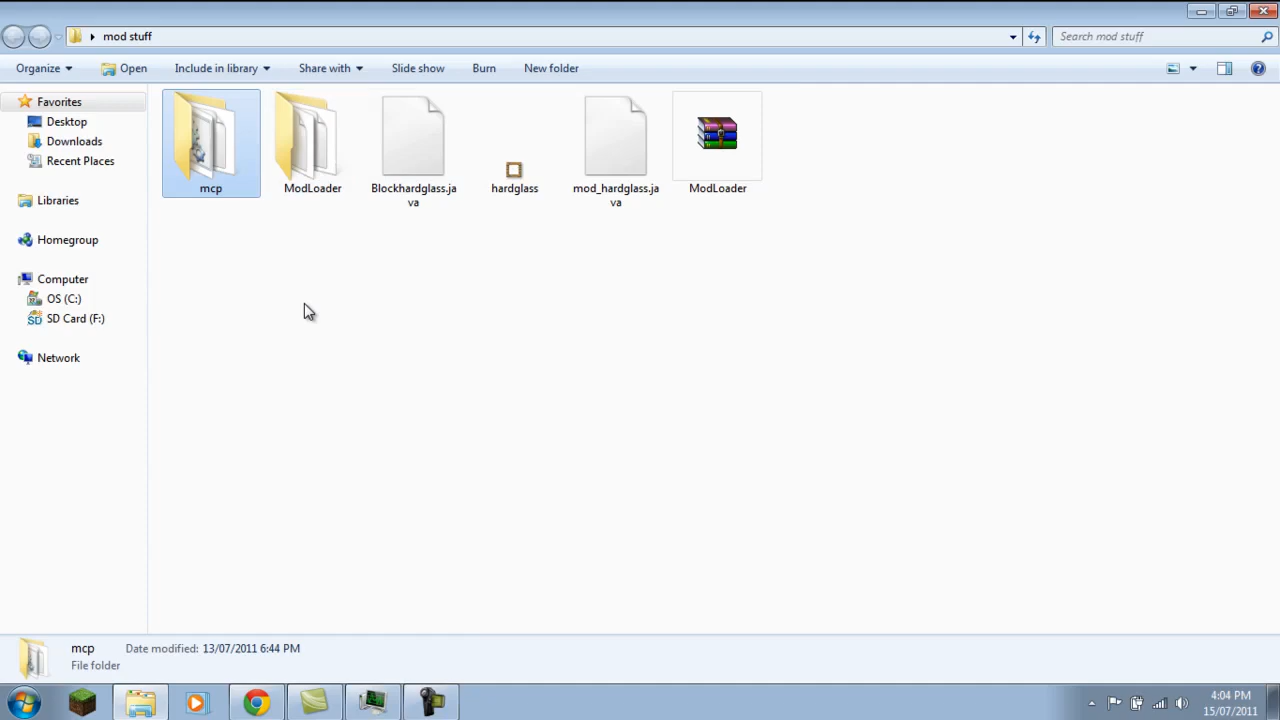 mod stuff
Search mod stuff
Organize
Open
Include in library
Share with
Slide show
Burn
New folder
Favorites
Desktop
Downloads
Recent Places
Libraries
Homegroup
Computer
OS (C:)
SD Card (F:)
Network
mcp
ModLoader
Blockhardglass.ja
va
hardglass
mod_hardglass.ja
va
ModLoader
mcp
Date modified: 13/07/2011 6:44 PM
File folder
4:04 PM
15/07/2011